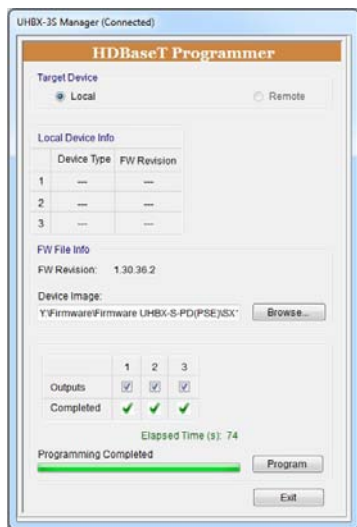 UHBX-3S Manager (Connected)
HDBaseT Programmer
Target Device
Local
Remote
Local Device Info
Device Type FW Revision
1 --- ---
2 --- ---
3 --- ---
FW File Info
FW Revision: 1.30.36.2
Device Image:
Y:\Firmware\Firmware UHBX-S-PD(PSE)\SX'
Browse...
1 2 3
Outputs
Completed
Elapsed Time (s): 74
Programming Completed
Program
Exit